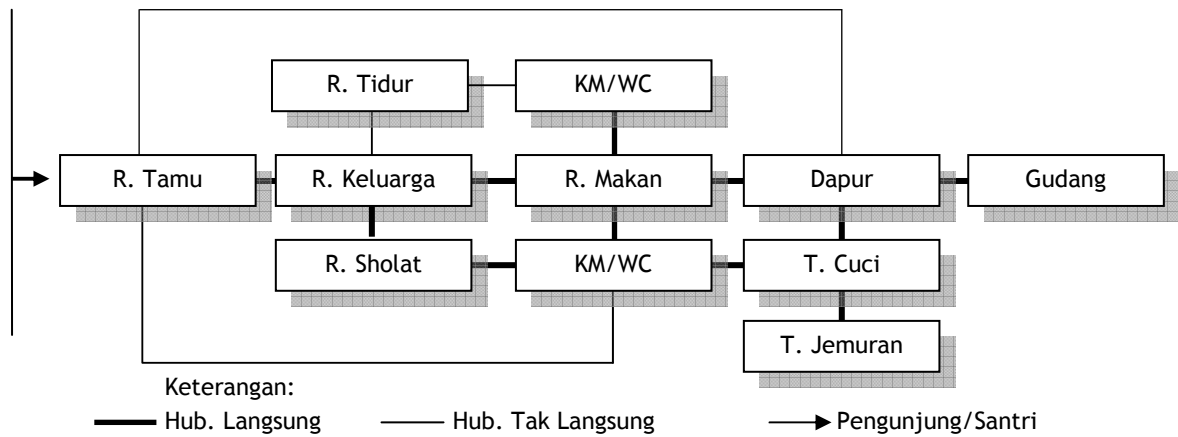 R. Tidur
KM/WC
R. Tamu
R. Keluarga
R. Makan
Dapur
Gudang
R. Sholat
KM/WC
T. Cuci
T. Jemuran
Keterangan:
Hub. Langsung
Hub. Tak Langsung
Pengunjung/Santri